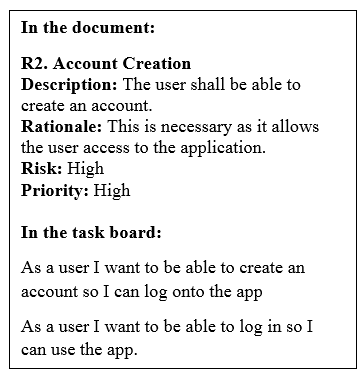 In the document:
R2. Account Creation
Description: The user shall be able to
create an account.
Rationale: This is necessary as it allows
the user access to the application.
Risk: High
Priority: High
In the task board:
As a user I want to be able to create an
account so I can log onto the app
As a user I want to be able to log in so I
can use the app.